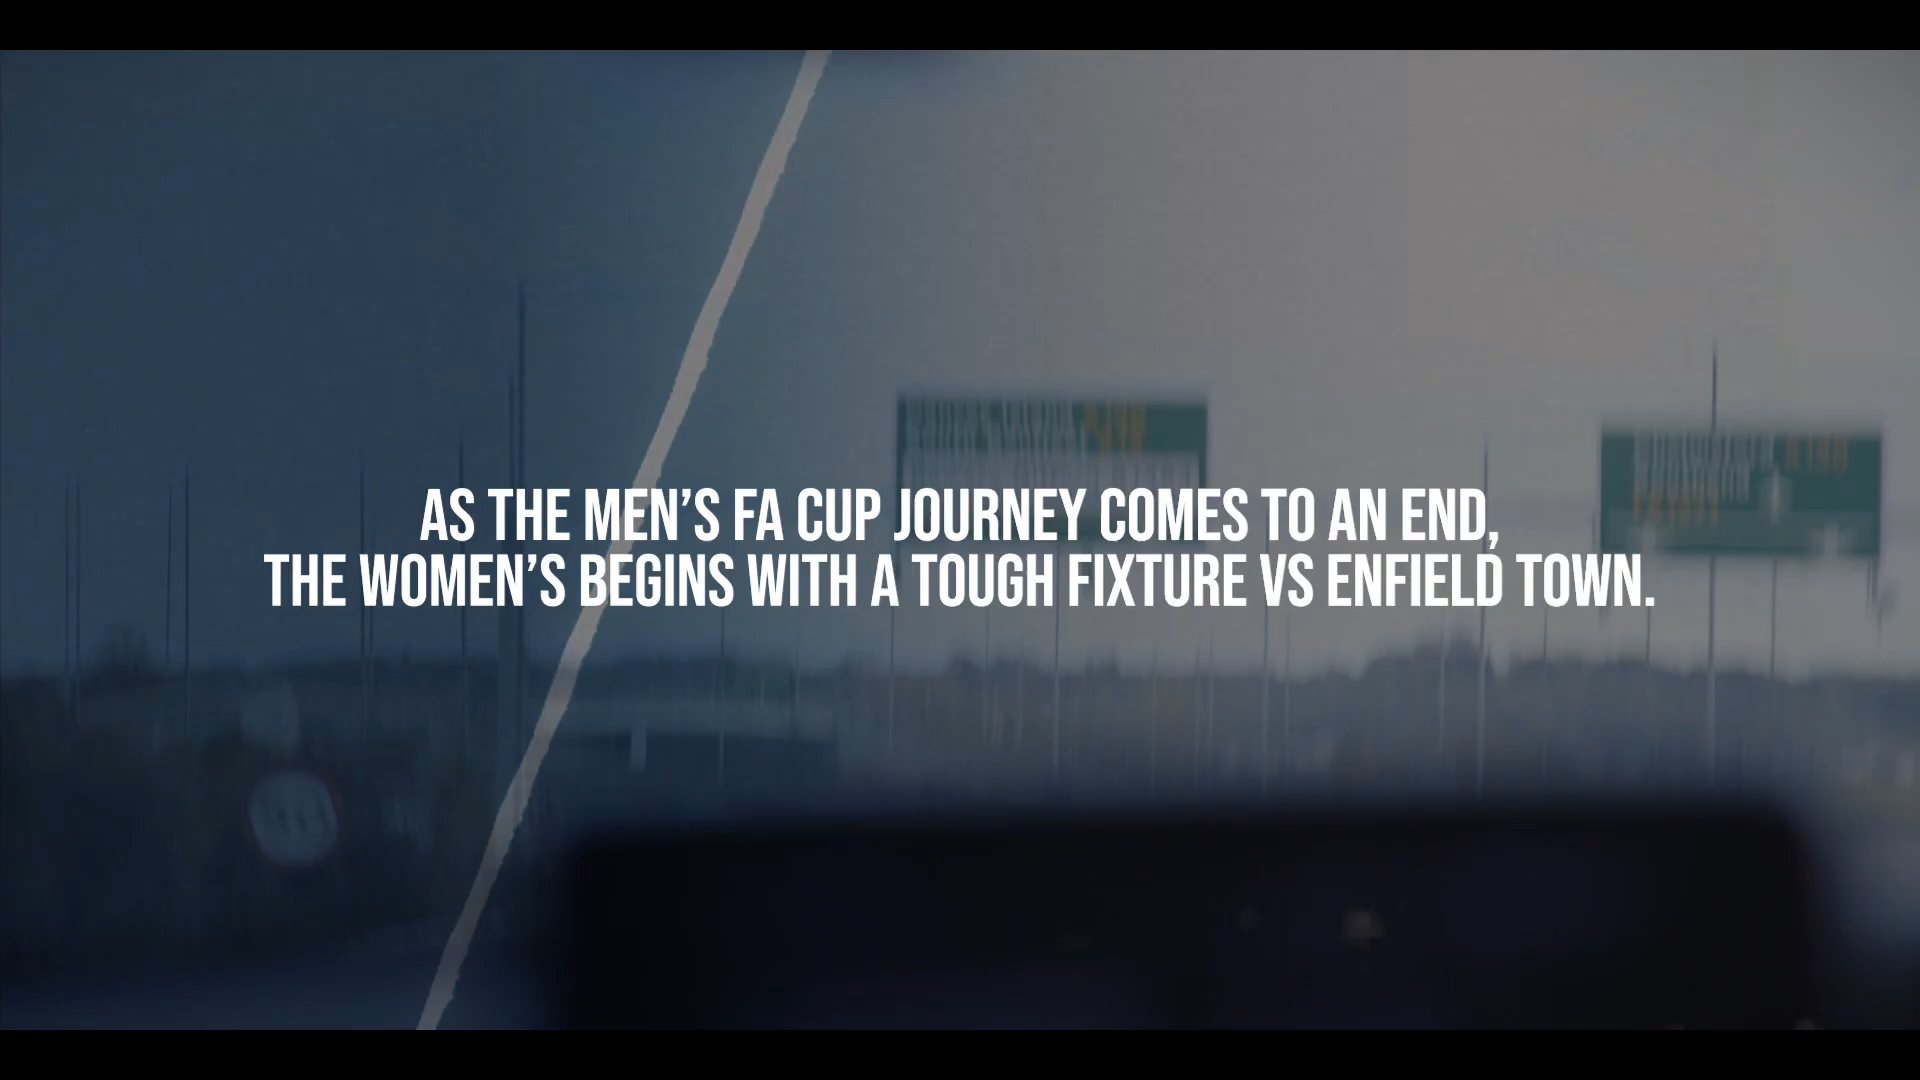 AS THE MEN’S FA CUP JOURNEY COMES TO AN END,
THE WOMEN’S BEGINS WITH A TOUGH FIXTURE VS ENFIELD TOWN.